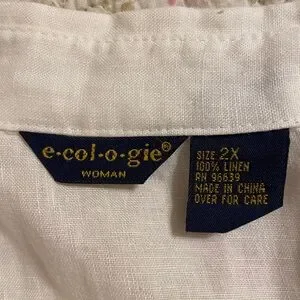 e·col·o·gie®
WOMAN
SIZE 2X
100% LINEN
RN 96639
MADE IN CHINA
OVER FOR CARE